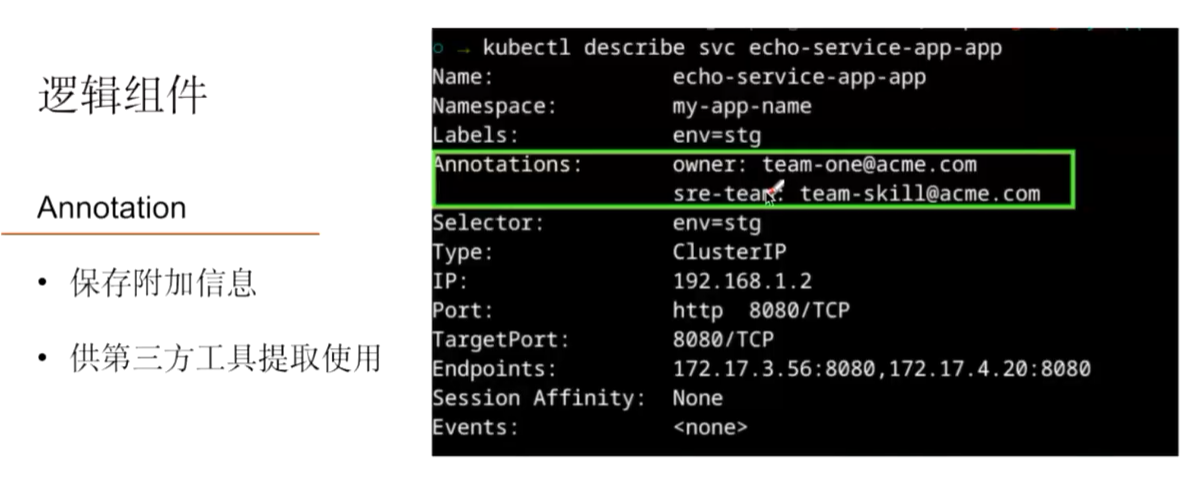 逻辑组件
Annotation
• 保存附加信息
• 供第三方工具提取使用
○ → kubectl describe svc echo-service-app-app
Name: echo-service-app-app
Namespace: my-app-name
Labels: env=stg
Annotations: owner: team-one@acme.com
sre-team: team-skill@acme.com
Selector: env=stg
Type: ClusterIP
IP: 192.168.1.2
Port: http 8080/TCP
TargetPort: 8080/TCP
Endpoints: 172.17.3.56:8080,172.17.4.20:8080
Session Affinity: None
Events: <none>